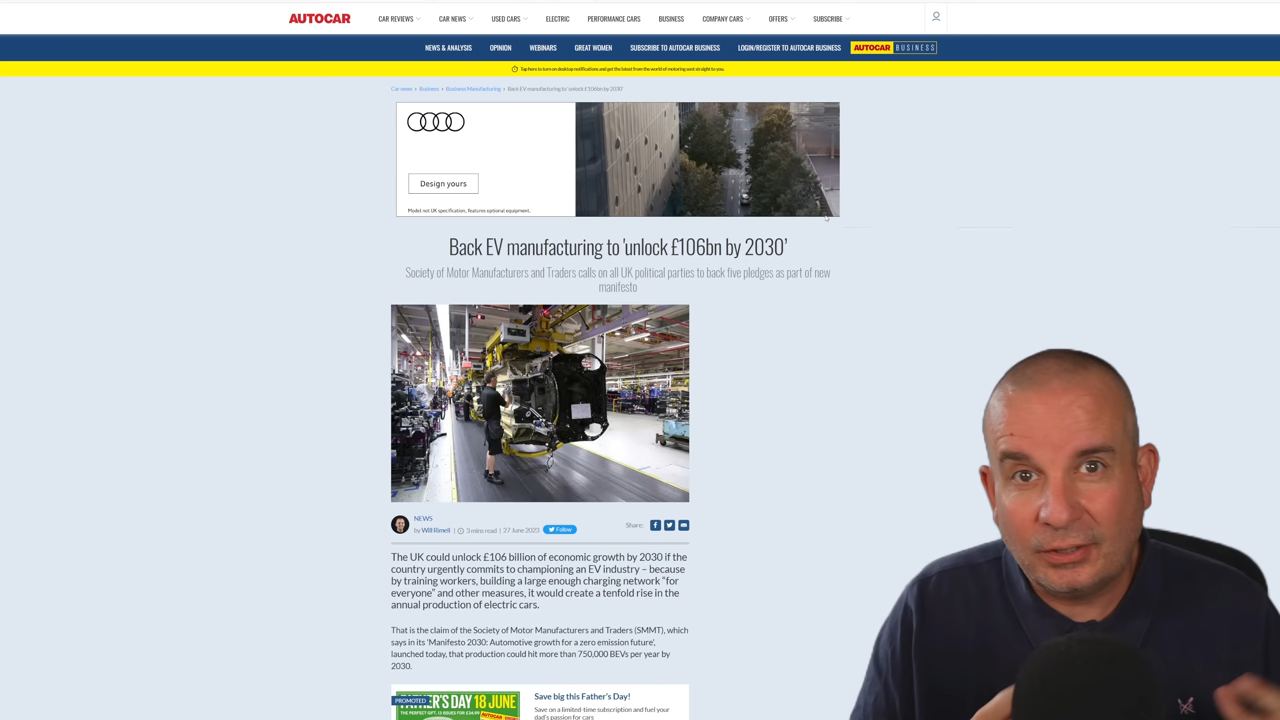 AUTOCAR
CAR REVIEWS CAR NEWS USED CARS ELECTRIC PERFORMANCE CARS BUSINESS COMPANY CARS OFFERS SUBSCRIBE
NEWS & ANALYSIS OPINION WEBINARS GREAT WOMEN SUBSCRIBE TO AUTOCAR BUSINESS LOGIN/REGISTER TO AUTOCAR BUSINESS AUTOCAR BUSINESS
Tap here to turn on desktop notifications and get the latest from the world of motoring sent straight to you.
Car news › Business › Business Manufacturing › Back EV manufacturing to 'unlock £106bn by 2030'
Design yours
Model not UK specification, features optional equipment.
Back EV manufacturing to 'unlock £106bn by 2030’
Society of Motor Manufacturers and Traders calls on all UK political parties to back five pledges as part of new
manifesto
NEWS
by Will Rimell | 3 mins read | 27 June 2023 Follow
Share:
The UK could unlock £106 billion of economic growth by 2030 if the
country urgently commits to championing an EV industry – because
by training workers, building a large enough charging network “for
everyone” and other measures, it would create a tenfold rise in the
annual production of electric cars.
That is the claim of the Society of Motor Manufacturers and Traders (SMMT), which
says in its 'Manifesto 2030: Automotive growth for a zero emission future',
launched today, that production could hit more than 750,000 BEVs per year by
2030.
PROMOTED
FATHER'S DAY 18 JUNE
THE PERFECT GIFT: 13 ISSUES FOR £34.99
Save big this Father's Day!
Save on a limited-time subscription and fuel your
dad's passion for cars